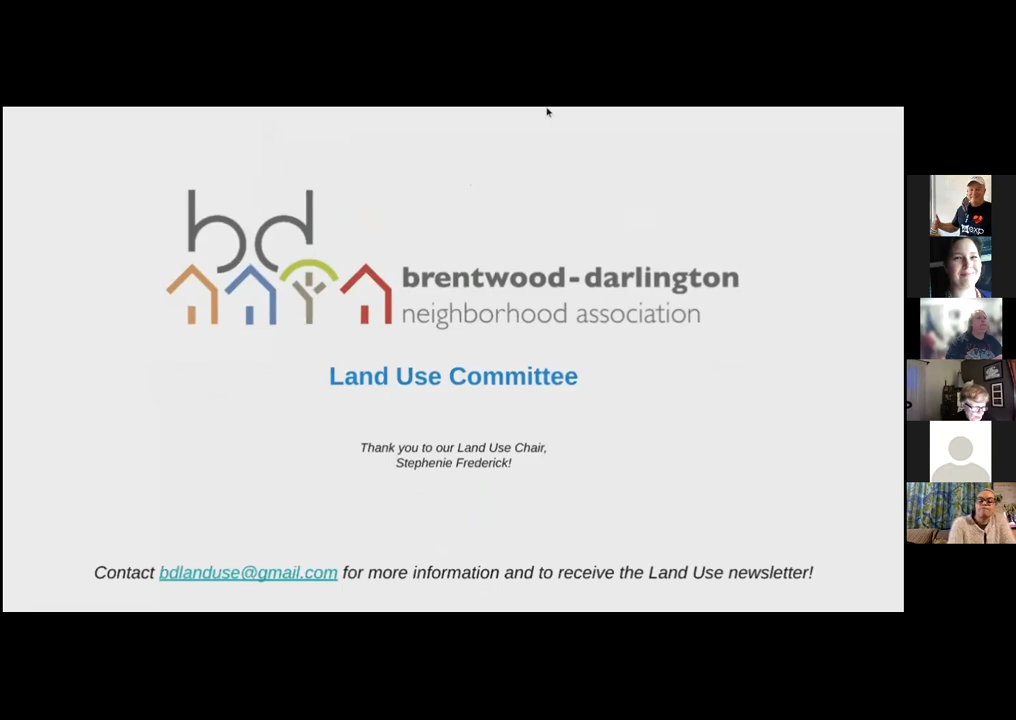 bd
brentwood-darlington
neighborhood association
Land Use Committee
Thank you to our Land Use Chair,
Stephenie Frederick!
Contact bdlanduse@gmail.com for more information and to receive the Land Use newsletter!
I
exp